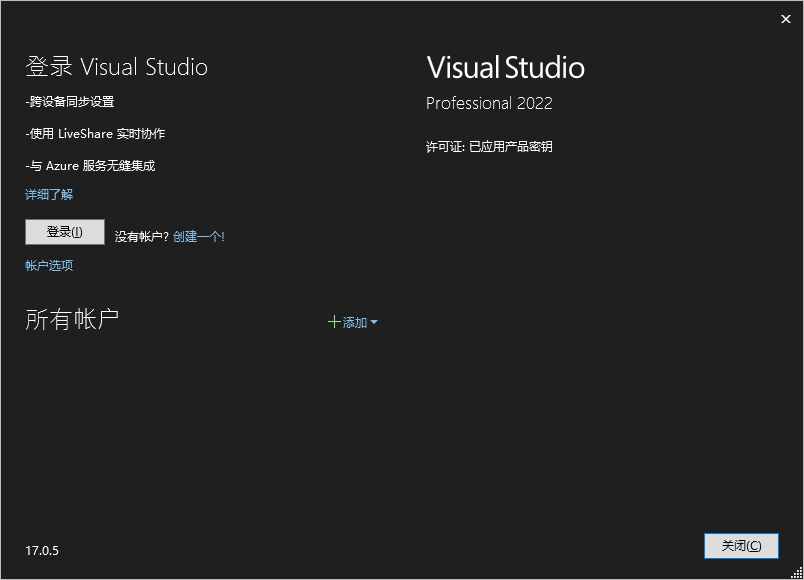 登录 Visual Studio
-跨设备同步设置
-使用 LiveShare 实时协作
-与 Azure 服务无缝集成
详细了解
登录(I)
没有帐户? 创建一个!
帐户选项
所有帐户
添加
17.0.5
Visual Studio
Professional 2022
许可证: 已应用产品密钥
关闭(C)